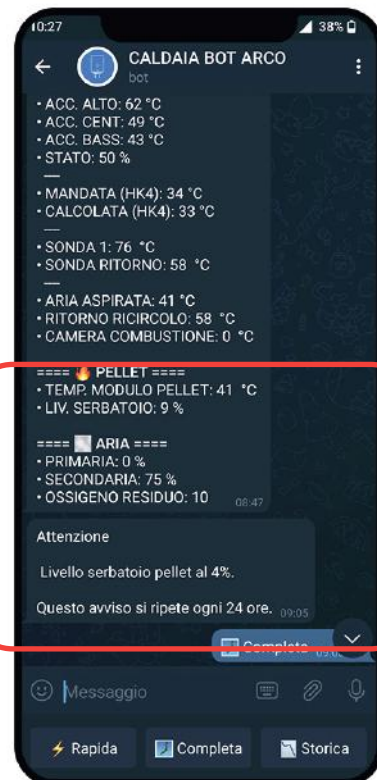 10:27
38%
CALDAIA BOT ARCO
bot
• ACC. ALTO: 62 °C
• ACC. CENT: 49 °C
• ACC. BASS: 43 °C
• STATO: 50 %
—
• MANDATA (HK4): 34 °C
• CALCOLATA (HK4): 33 °C
—
• SONDA 1: 76 °C
• SONDA RITORNO: 58 °C
—
• ARIA ASPIRATA: 41 °C
• RITORNO RICIRCOLO: 58 °C
• CAMERA COMBUSTIONE: 0 °C
==== 🔥 PELLET ====
• TEMP. MODULO PELLET: 41 °C
• LIV. SERBATOIO: 9 %
==== ARIA ====
• PRIMARIA: 0 %
• SECONDARIA: 75 %
• OSSIGENO RESIDUO: 10
08:47
Attenzione
Livello serbatoio pellet al 4%.
Questo avviso si ripete ogni 24 ore. 09:05
Completa
Messaggio
⚡ Rapida
Completa
Storica